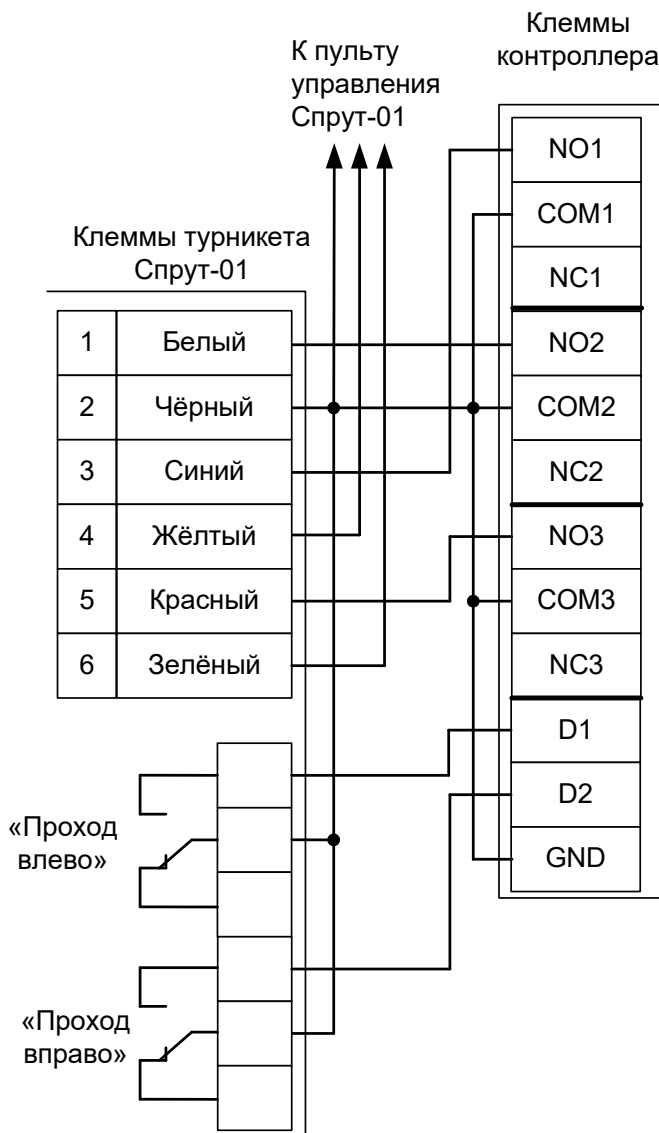 Клеммы
контроллера
К пульту
управления
Спрут-01
Клеммы турникета
Спрут-01
NO1
COM1
NC1
NO2
COM2
NC2
NO3
COM3
NC3
D1
D2
GND
1 Белый
2 Чёрный
3 Синий
4 Жёлтый
5 Красный
6 Зелёный
«Проход
влево»
«Проход
вправо»